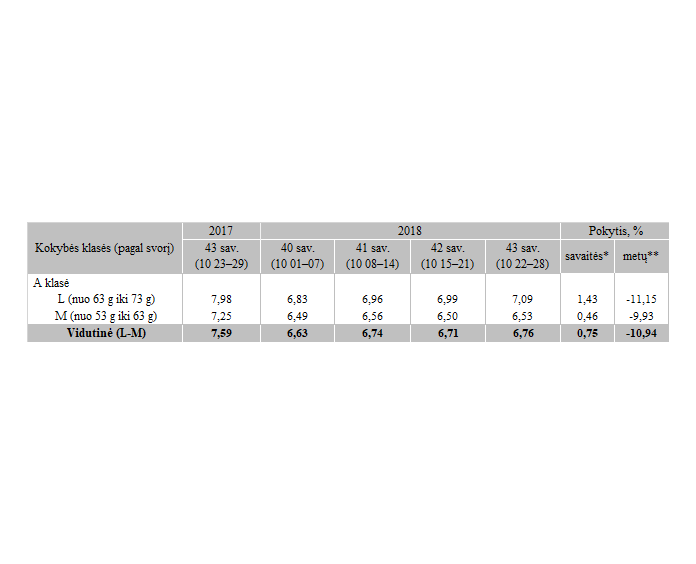 Kokybės klasės (pagal svorį) 2017 2018 Pokytis, %
43 sav. (10 23–29) 40 sav. (10 01–07) 41 sav. (10 08–14) 42 sav. (10 15–21) 43 sav. (10 22–28) savaitės* metų**
A klasė
L (nuo 63 g iki 73 g) 7,98 6,83 6,96 6,99 7,09 1,43 -11,15
M (nuo 53 g iki 63 g) 7,25 6,49 6,56 6,50 6,53 0,46 -9,93
Vidutinė (L-M) 7,59 6,63 6,74 6,71 6,76 0,75 -10,94